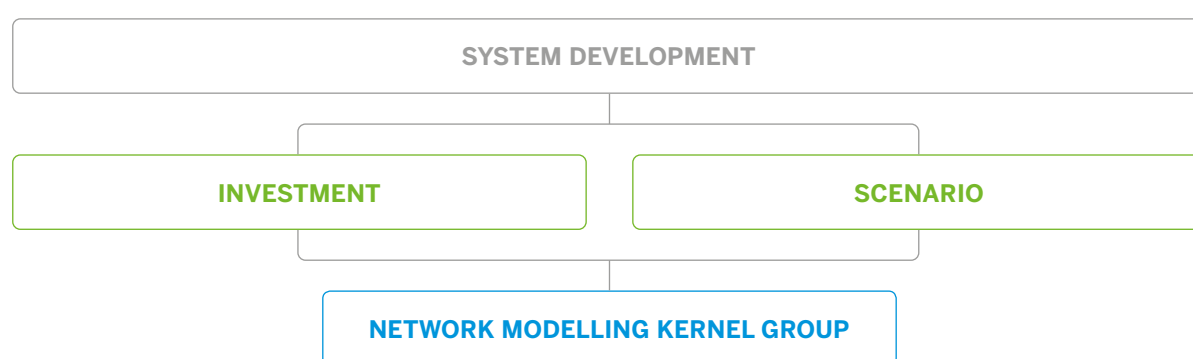 SYSTEM DEVELOPMENT
INVESTMENT
SCENARIO
NETWORK MODELLING KERNEL GROUP